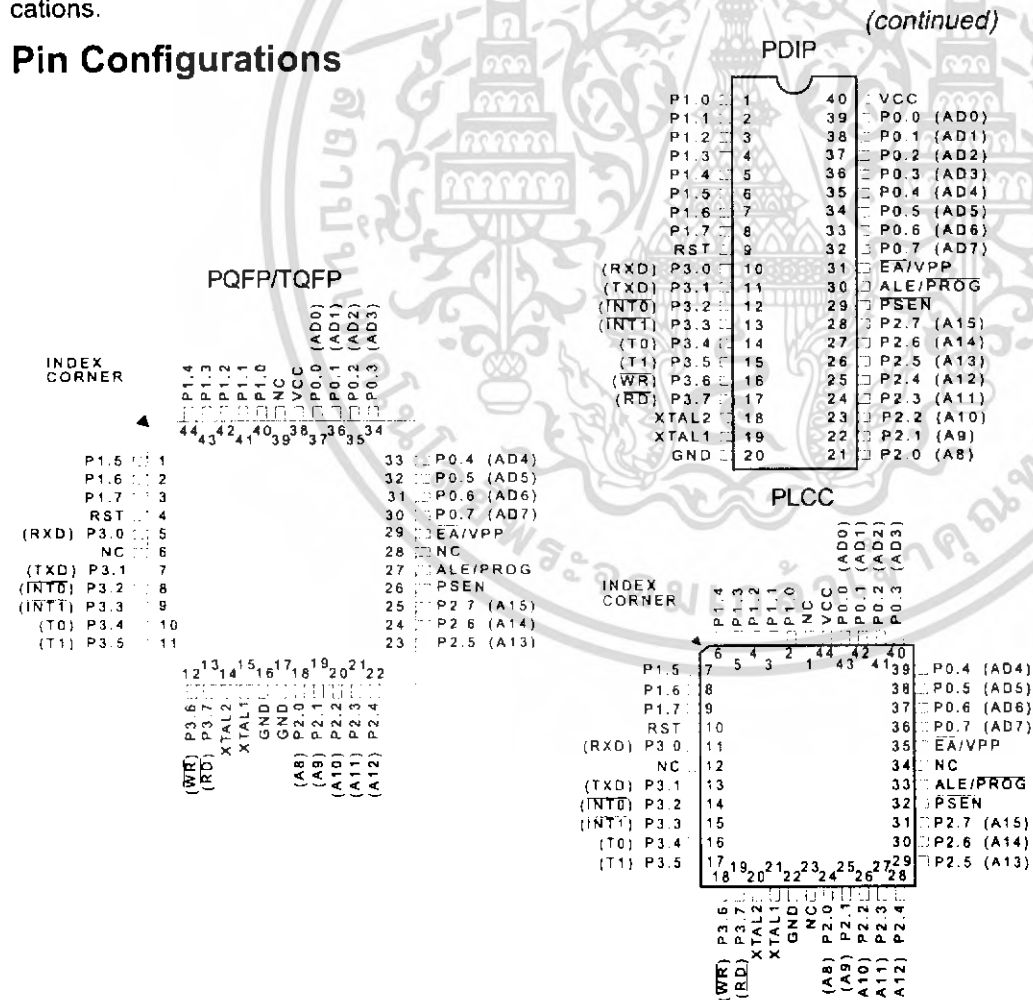 cations.
(continued)
Pin Configurations
PDIP
P1.0 1 40 VCC
P1.1 2 39 P0.0 (AD0)
P1.2 3 38 P0.1 (AD1)
P1.3 4 37 P0.2 (AD2)
P1.4 5 36 P0.3 (AD3)
P1.5 6 35 P0.4 (AD4)
P1.6 7 34 P0.5 (AD5)
P1.7 8 33 P0.6 (AD6)
RST 9 32 P0.7 (AD7)
(RXD) P3.0 10 31 EA/VPP
(TXD) P3.1 11 30 ALE/PROG
(INT0) P3.2 12 29 PSEN
(INT1) P3.3 13 28 P2.7 (A15)
(T0) P3.4 14 27 P2.6 (A14)
(T1) P3.5 15 26 P2.5 (A13)
(WR) P3.6 16 25 P2.4 (A12)
(RD) P3.7 17 24 P2.3 (A11)
XTAL2 18 23 P2.2 (A10)
XTAL1 19 22 P2.1 (A9)
GND 20 21 P2.0 (A8)
PQFP/TQFP
INDEX
CORNER
P1.4 P1.3 P1.2 P1.1 P1.0 NC VCC P0.0 (AD0) P0.1 (AD1) P0.2 (AD2) P0.3 (AD3)
44 43 42 41 40 39 38 37 36 35 34
P1.5 1 33 P0.4 (AD4)
P1.6 2 32 P0.5 (AD5)
P1.7 3 31 P0.6 (AD6)
RST 4 30 P0.7 (AD7)
(RXD) P3.0 5 29 EA/VPP
NC 6 28 NC
(TXD) P3.1 7 27 ALE/PROG
(INT0) P3.2 8 26 PSEN
(INT1) P3.3 9 25 P2.7 (A15)
(T0) P3.4 10 24 P2.6 (A14)
(T1) P3.5 11 23 P2.5 (A13)
12 13 14 15 16 17 18 19 20 21 22
(WR) P3.6 (RD) P3.7 XTAL2 XTAL1 GND GND (A8) P2.0 (A9) P2.1 (A10) P2.2 (A11) P2.3 (A12) P2.4
PLCC
INDEX
CORNER
P1.4 P1.3 P1.2 P1.1 P1.0 NC VCC P0.0 (AD0) P0.1 (AD1) P0.2 (AD2) P0.3 (AD3)
6 5 4 3 2 1 44 43 42 41 40
P1.5 7 39 P0.4 (AD4)
P1.6 8 38 P0.5 (AD5)
P1.7 9 37 P0.6 (AD6)
RST 10 36 P0.7 (AD7)
(RXD) P3.0 11 35 EA/VPP
NC 12 34 NC
(TXD) P3.1 13 33 ALE/PROG
(INT0) P3.2 14 32 PSEN
(INT1) P3.3 15 31 P2.7 (A15)
(T0) P3.4 16 30 P2.6 (A14)
(T1) P3.5 17 29 P2.5 (A13)
18 19 20 21 22 23 24 25 26 27 28
(WR) P3.6 (RD) P3.7 XTAL2 XTAL1 GND NC (A8) P2.0 (A9) P2.1 A10) P2.2 A11) P2.3 A12) P2.4